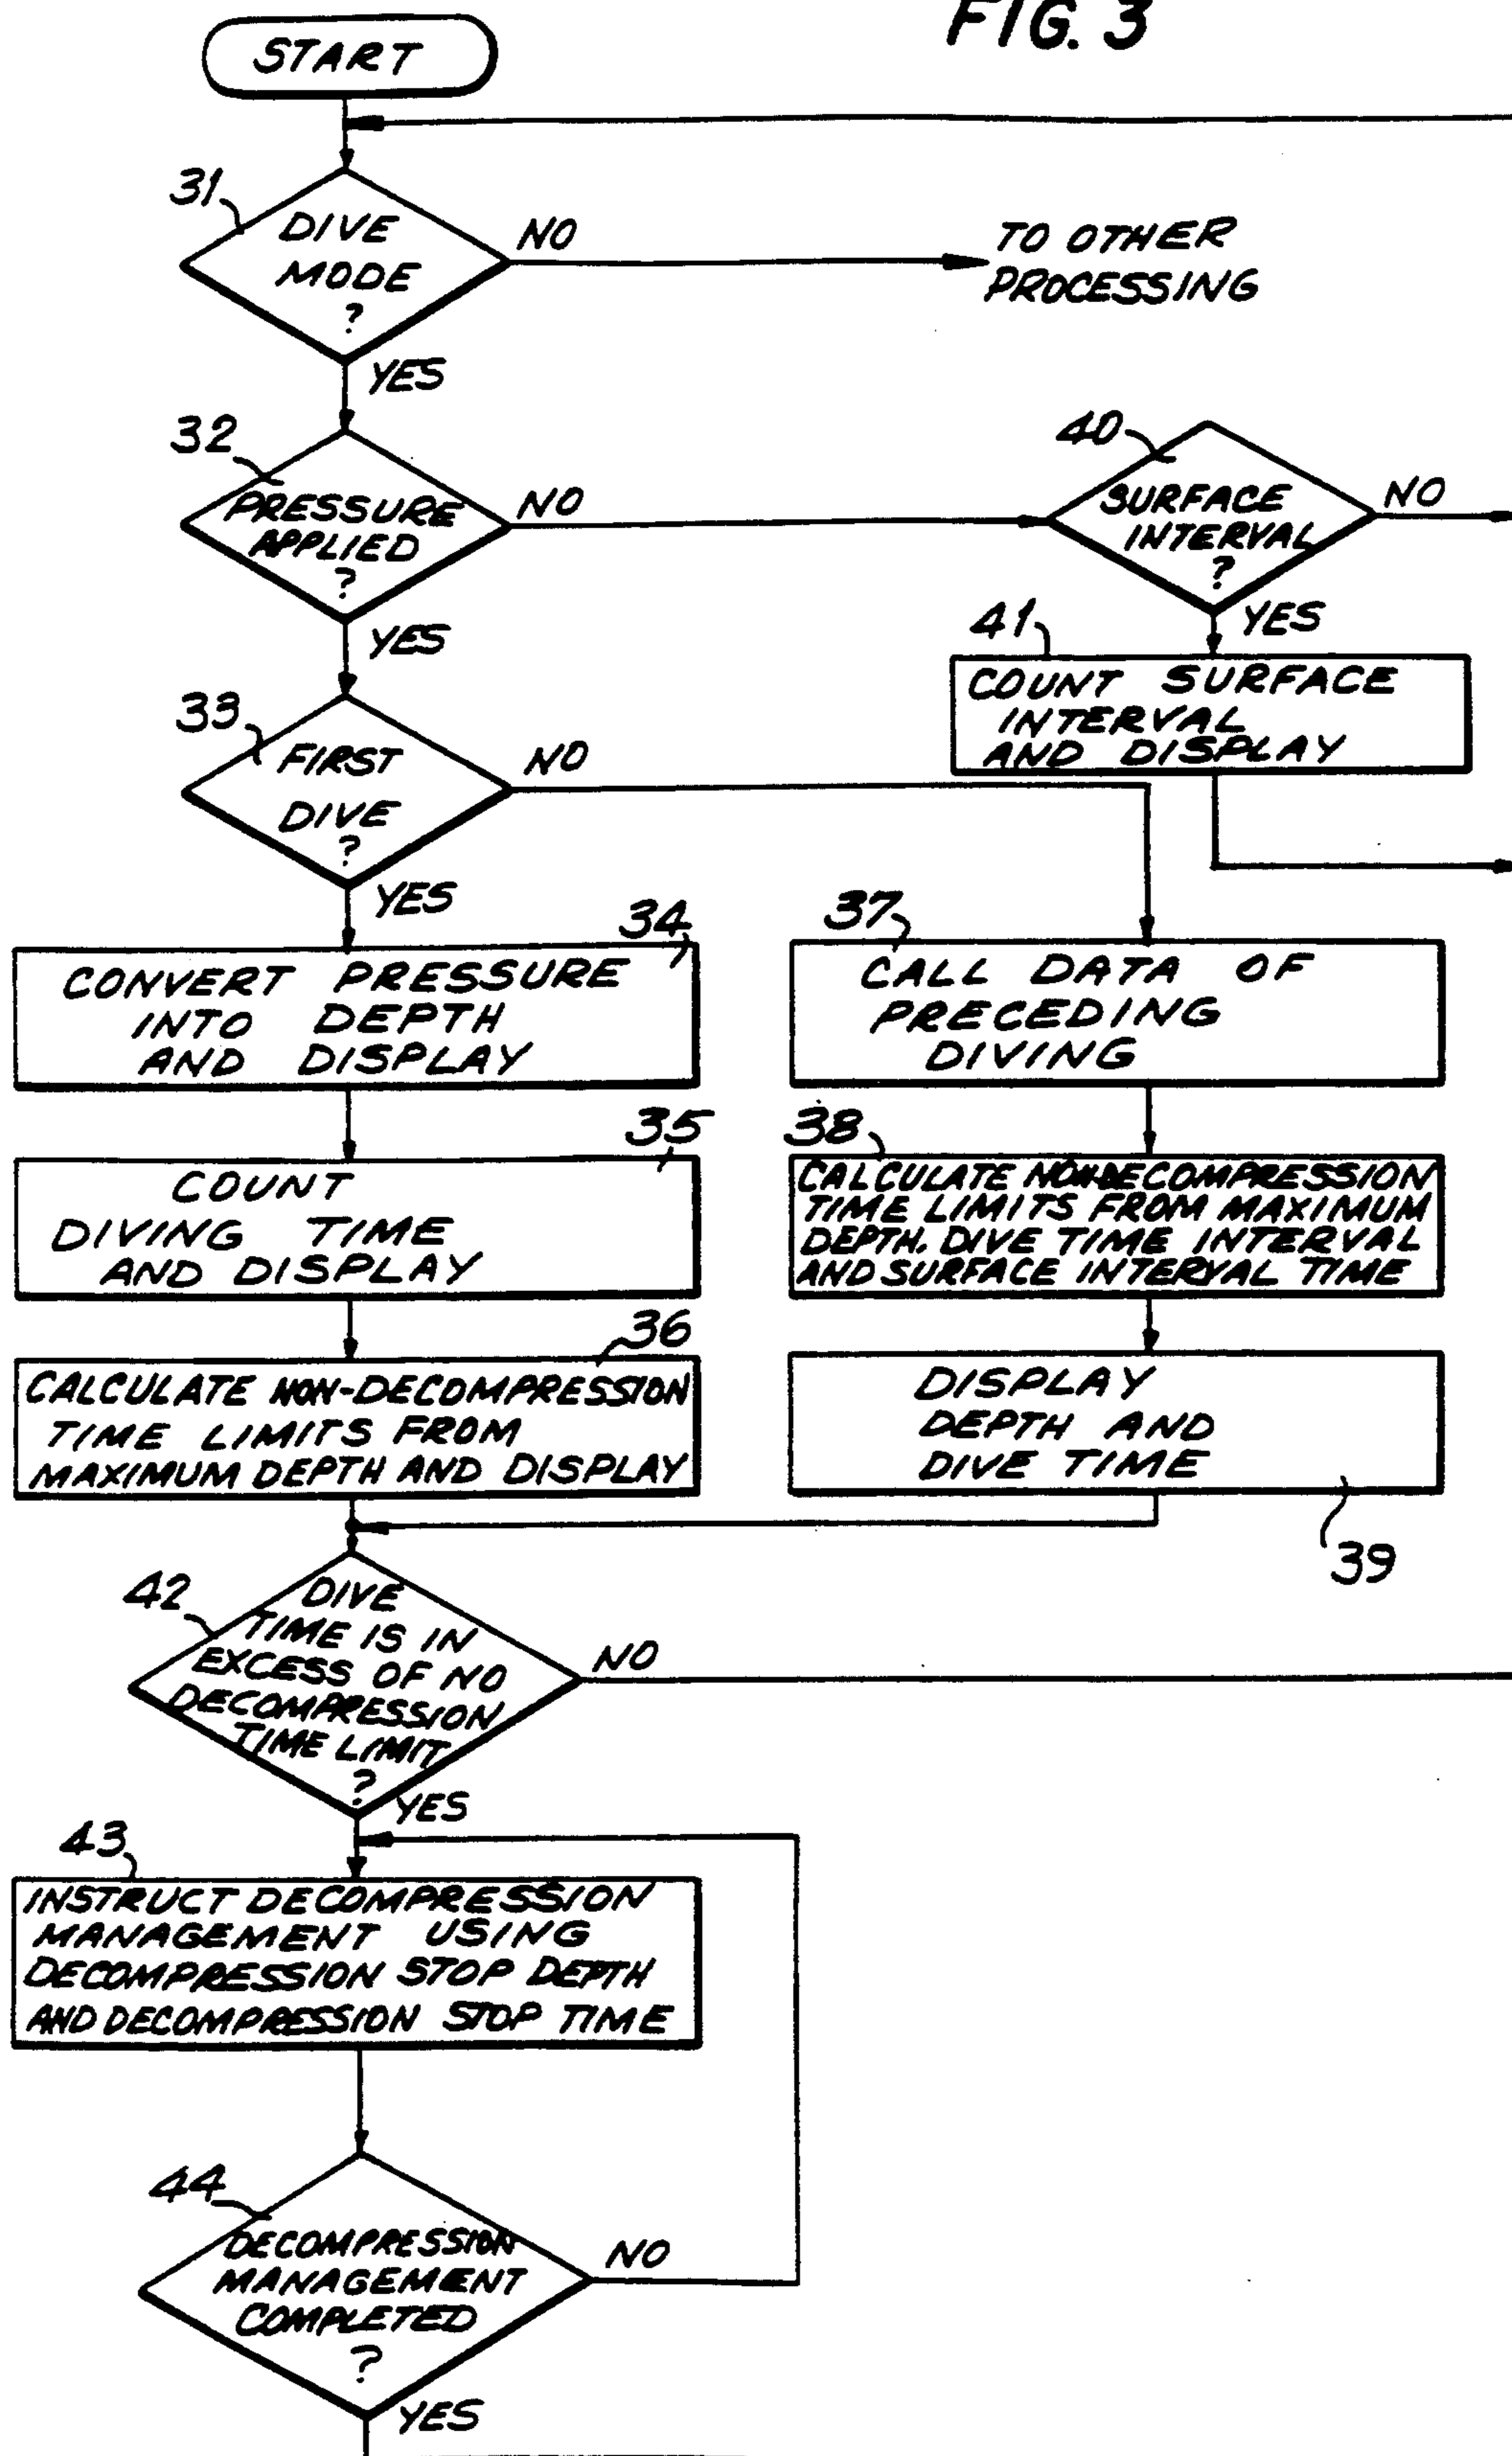 FIG. 3
START
31
DIVE
MODE
?
NO
TO OTHER
PROCESSING
YES
32
PRESSURE
APPLIED
?
NO
YES
40
SURFACE
INTERVAL
?
NO
YES
41
COUNT SURFACE
INTERVAL
AND DISPLAY
33
FIRST
DIVE
?
NO
YES
34
CONVERT PRESSURE
INTO DEPTH
AND DISPLAY
37
CALL DATA OF
PRECEDING
DIVING
35
COUNT
DIVING TIME
AND DISPLAY
38
CALCULATE NON-DECOMPRESSION
TIME LIMITS FROM MAXIMUM
DEPTH, DIVE TIME INTERVAL
AND SURFACE INTERVAL TIME
36
CALCULATE NON-DECOMPRESSION
TIME LIMITS FROM
MAXIMUM DEPTH AND DISPLAY
DISPLAY
DEPTH AND
DIVE TIME
39
42
DIVE
TIME IS IN
EXCESS OF NO
DECOMPRESSION
TIME LIMIT
?
NO
YES
43
INSTRUCT DECOMPRESSION
MANAGEMENT USING
DECOMPRESSION STOP DEPTH
AND DECOMPRESSION STOP TIME
44
DECOMPRESSION
MANAGEMENT
COMPLETED
?
NO
YES